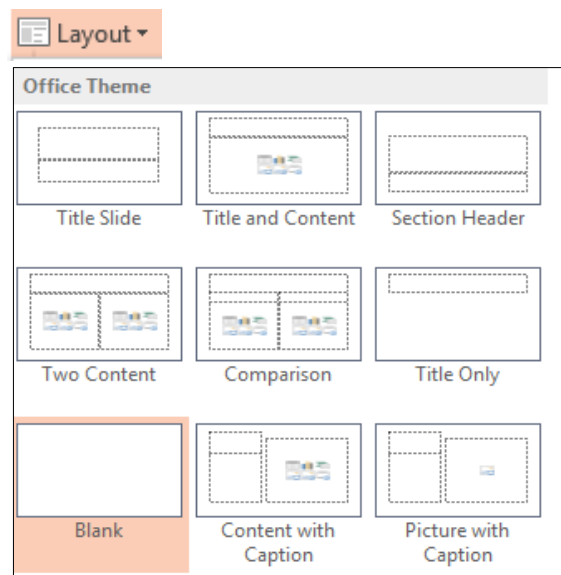 Layout
Office Theme
Title Slide
Title and Content
Section Header
Two Content
Comparison
Title Only
Blank
Content with
Caption
Picture with
Caption